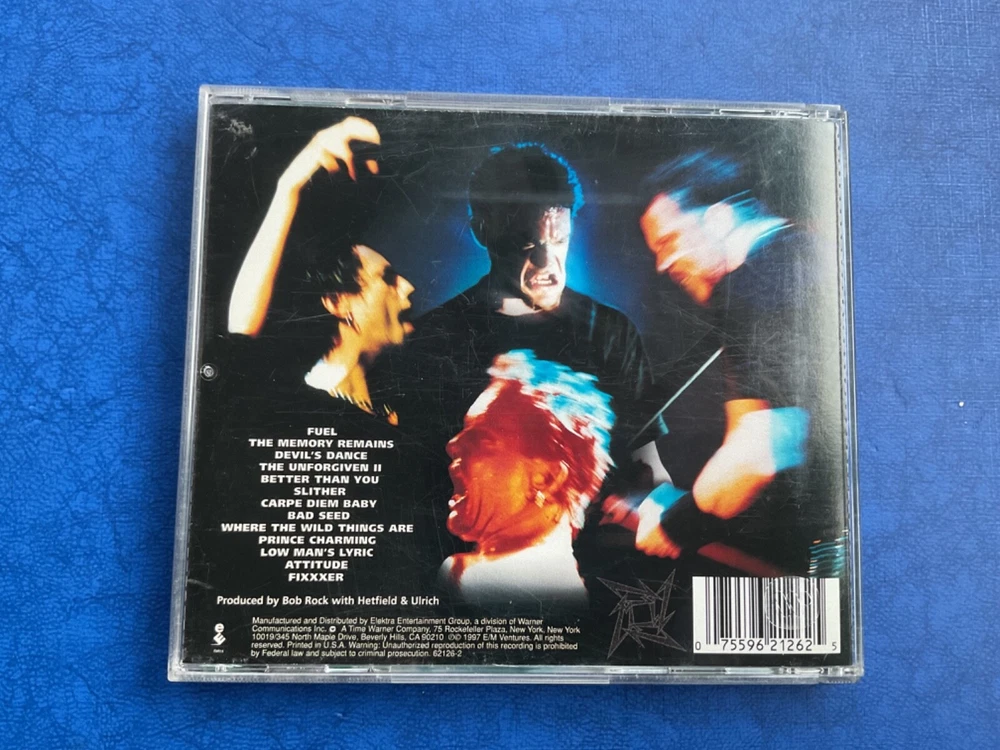 FUEL
THE MEMORY REMAINS
DEVIL'S DANCE
THE UNFORGIVEN II
BETTER THAN YOU
SLITHER
CARPE DIEM BABY
BAD SEED
WHERE THE WILD THINGS ARE
PRINCE CHARMING
LOW MAN'S LYRIC
ATTITUDE
FIXXXER
Produced by Bob Rock with Hetfield & Ulrich
Manufactured and Distributed by Elektra Entertainment Group, a division of Warner
Communications Inc. A Time Warner Company, 75 Rockefeller Plaza, New York, New York
10019/345 North Maple Drive, Beverly Hills, CA 90210 ℗© 1997 E/M Ventures. All rights
reserved. Printed in U.S.A. Warning: Unauthorized reproduction of this recording is prohibited
by Federal law and subject to criminal prosecution. 62126-2
0 75596 21262 5